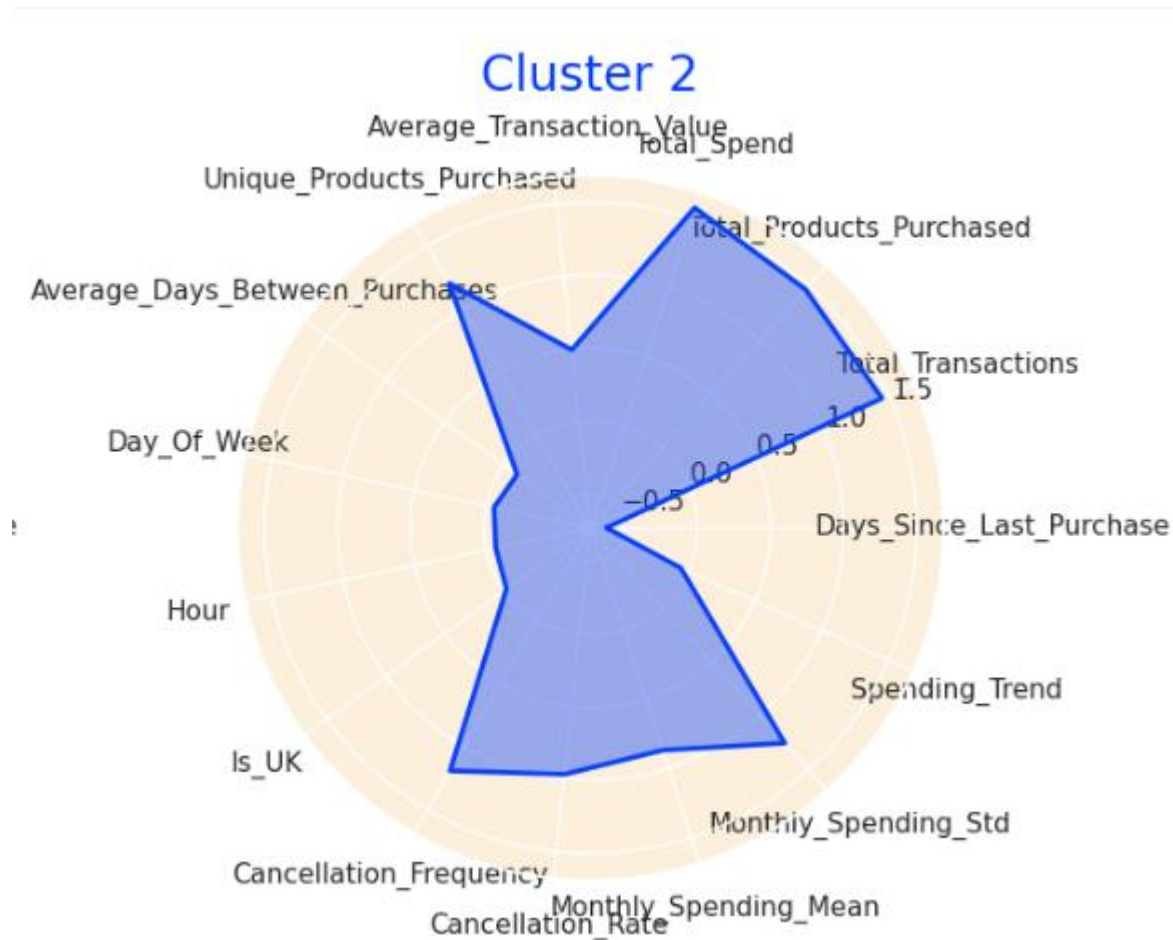 Cluster 2
Average_Transaction_Value
Total_Spend
Unique_Products_Purchased
Total_Products_Purchased
Average_Days_Between_Purchases
Total_Transactions
1.5
1.0
0.5
0.0
−0.5
Day_Of_Week
e
Days_Since_Last_Purchase
Hour
Spending_Trend
Is_UK
Monthly_Spending_Std
Cancellation_Frequency
Monthly_Spending_Mean
Cancellation_Rate